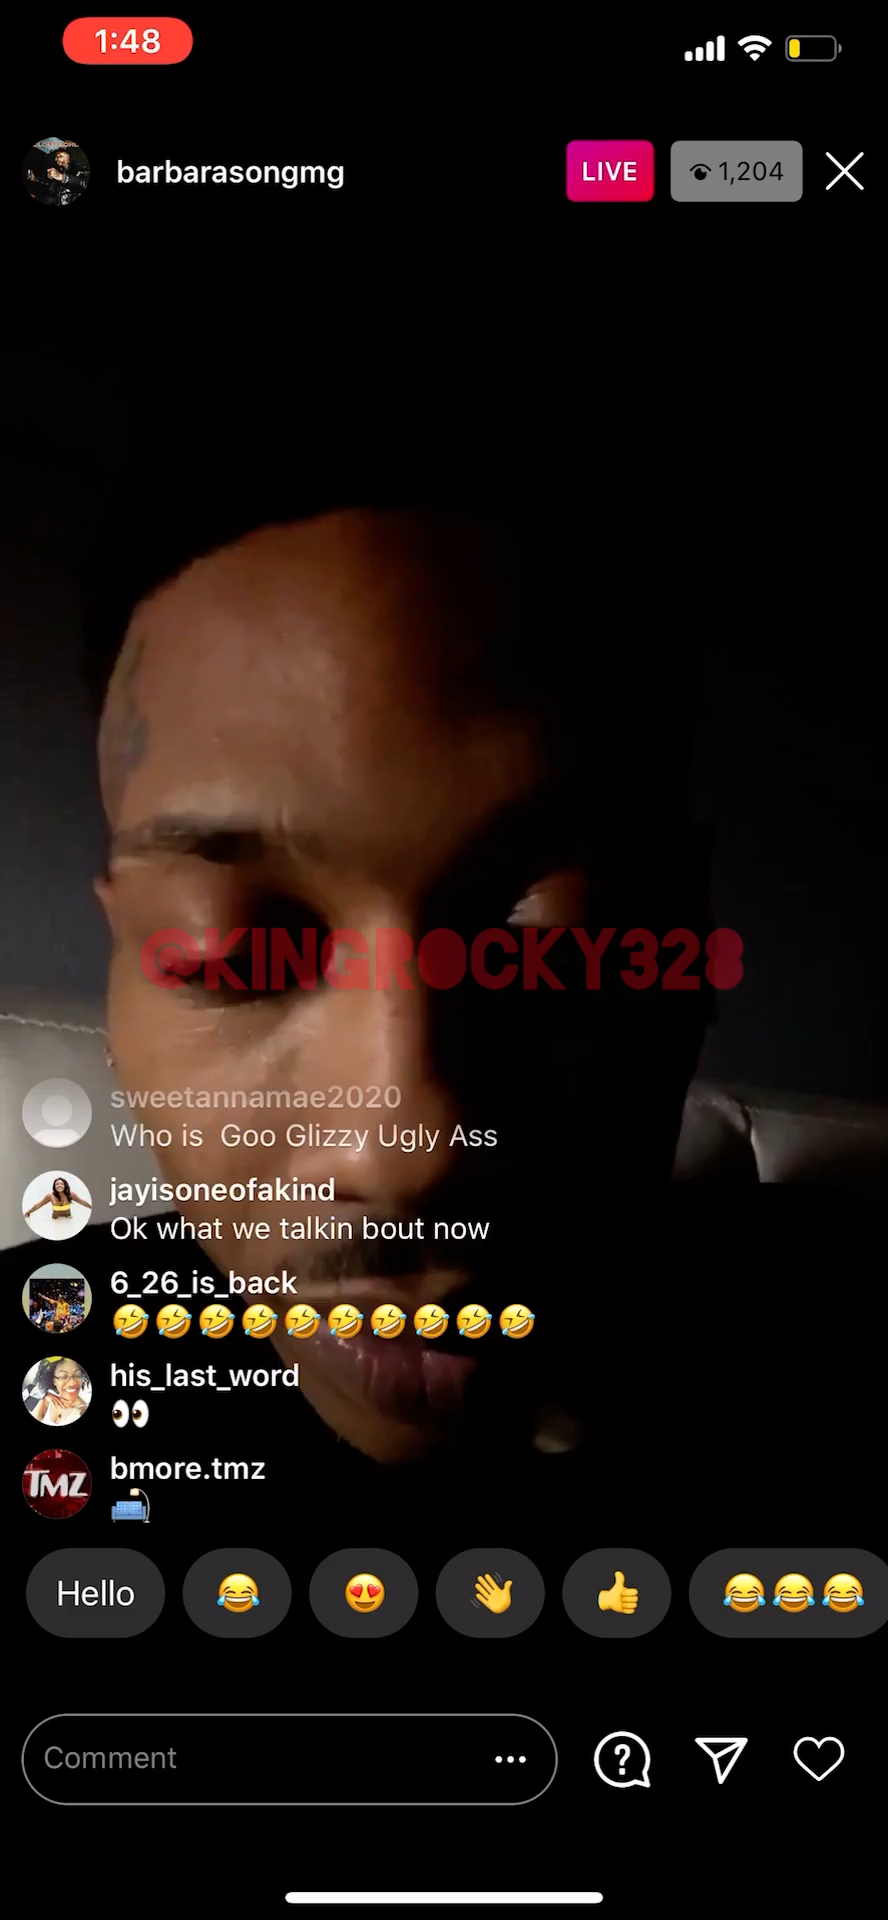 1:48
barbarasongmg
LIVE
1,204
@KINGROCKY328
sweetannamae2020
Who is  Goo Glizzy Ugly Ass
jayisoneofakind
Ok what we talkin bout now
6_26_is_back
🤣🤣🤣🤣🤣🤣🤣🤣🤣🤣
his_last_word
👀
bmore.tmz
🛋️
TMZ
Hello
😂
😍
👋
👍
😂😂😂
Comment